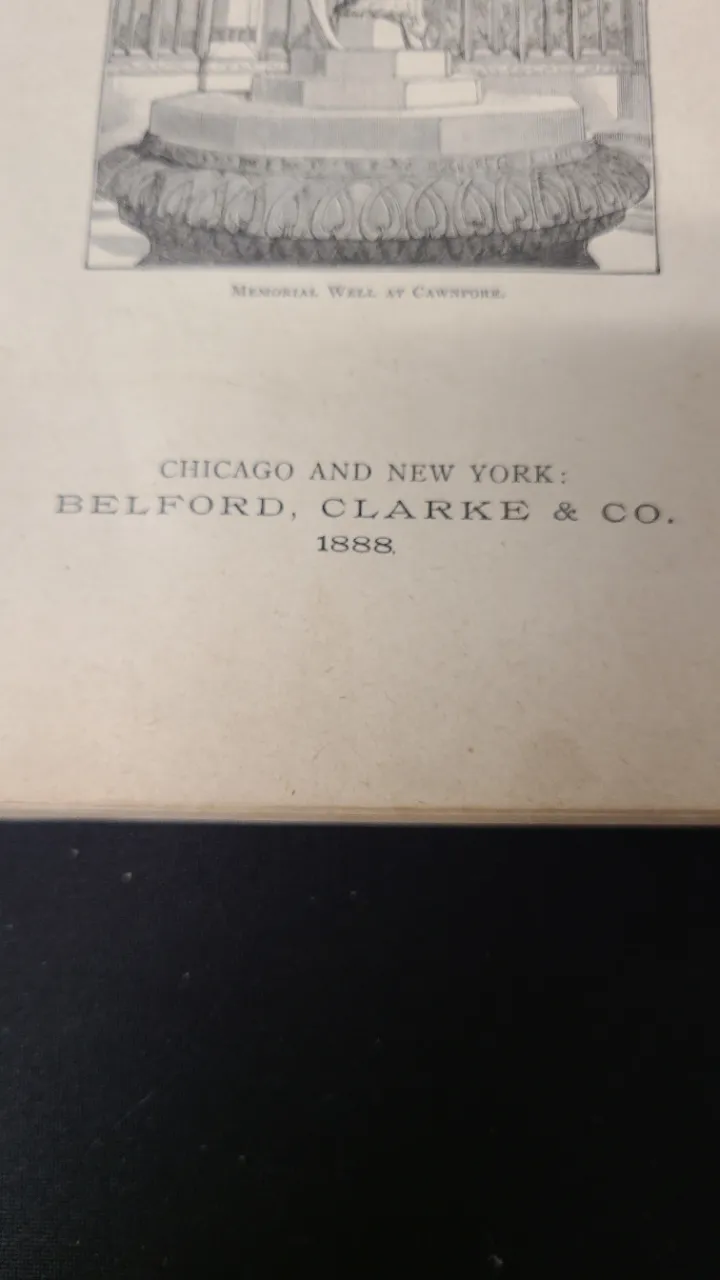 MEMORIAL WELL AT CAWNPORE.
CHICAGO AND NEW YORK:
BELFORD, CLARKE & CO.
1888.